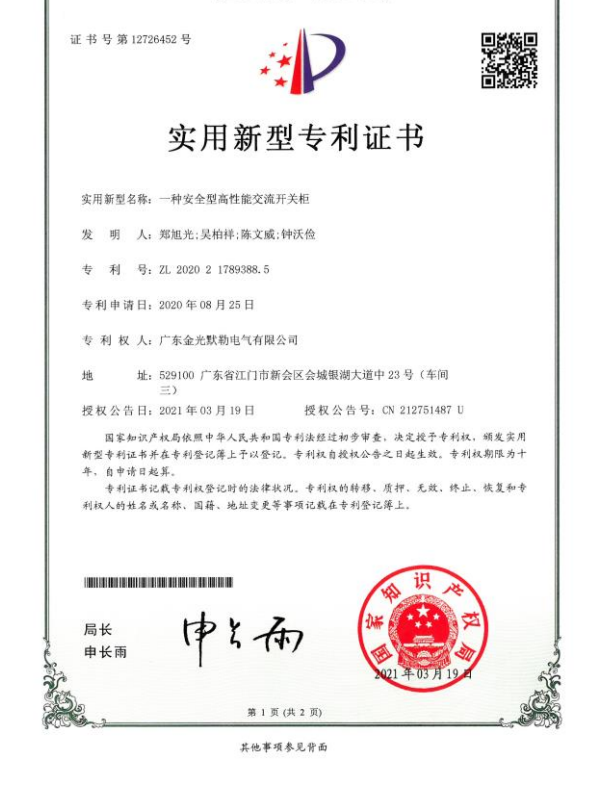 证书号第12726452号
实用新型专利证书
实用新型名称：一种安全型高性能交流开关柜
发明人：郑旭光;吴柏祥;陈文威;钟沃俭
专利号：ZL 2020 2 1789388.5
专利申请日：2020年08月25日
专利权人：广东金光默勒电气有限公司
地址：529100 广东省江门市新会区会城银湖大道中23号（车间
三）
授权公告日：2021年03月19日 授权公告号：CN 212751487 U
国家知识产权局依照中华人民共和国专利法经过初步审查，决定授予专利权，颁发实用
新型专利证书并在专利登记簿上予以登记。专利权自授权公告之日起生效。专利权期限为十
年，自申请日起算。
专利证书记载专利权登记时的法律状况。专利权的转移、质押、无效、终止、恢复和专
利权人的姓名或名称、国籍、地址变更等事项记载在专利登记簿上。
局长
申长雨
申长雨
国家知识产权局
2021年03月19日
第 1 页 (共 2 页)
其他事项参见背面